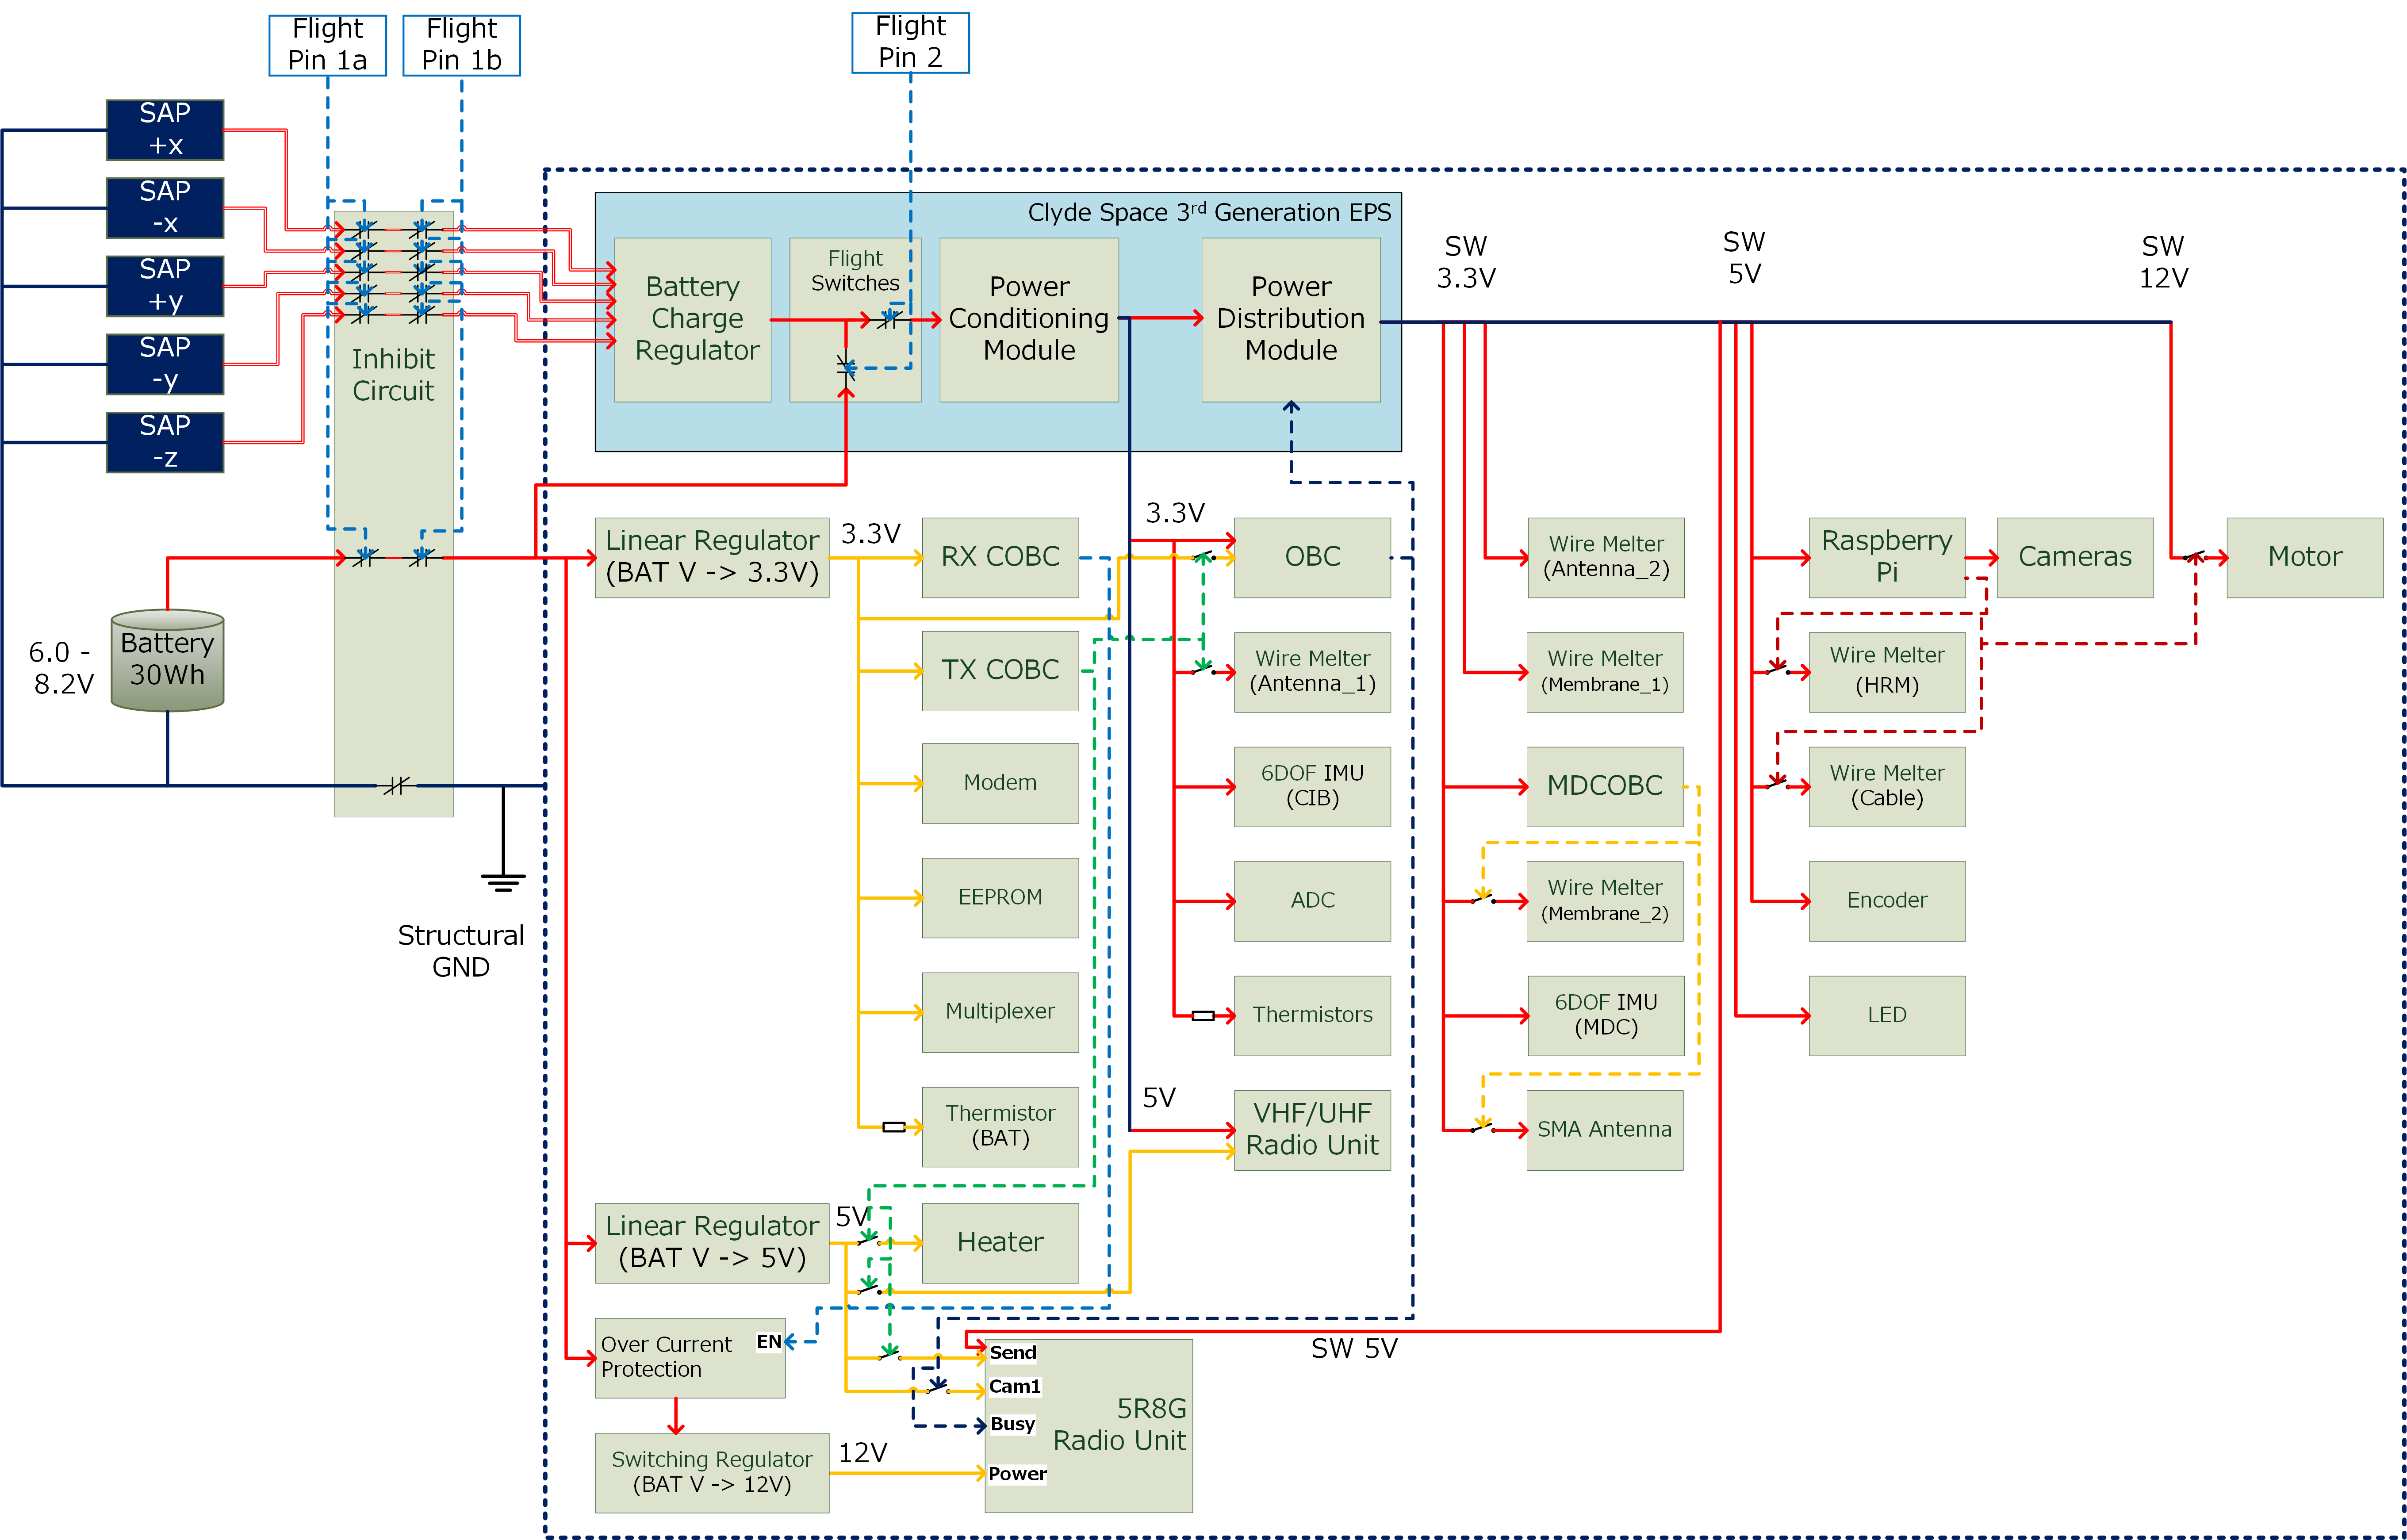 Flight
Pin 1a
Flight
Pin 1b
Flight
Pin 2
SAP
+x
SAP
-x
SAP
+y
SAP
-y
SAP
-z
Inhibit
Circuit
Clyde Space 3rd Generation EPS
Battery
Charge
Regulator
Flight
Switches
Power
Conditioning
Module
Power
Distribution
Module
SW
3.3V
SW
5V
SW
12V
6.0 -
8.2V
Battery
30Wh
Structural
GND
Linear Regulator
(BAT V -> 3.3V)
3.3V
RX COBC
TX COBC
Modem
EEPROM
Multiplexer
Thermistor
(BAT)
3.3V
OBC
Wire Melter
(Antenna_1)
6DOF IMU
(CIB)
ADC
Thermistors
5V
VHF/UHF
Radio Unit
Wire Melter
(Antenna_2)
Wire Melter
(Membrane_1)
MDCOBC
Wire Melter
(Membrane_2)
6DOF IMU
(MDC)
SMA Antenna
Raspberry
Pi
Cameras
Motor
Wire Melter
(HRM)
Wire Melter
(Cable)
Encoder
LED
Linear Regulator
(BAT V -> 5V)
5V
Heater
Over Current
Protection
EN
Switching Regulator
(BAT V -> 12V)
12V
SW 5V
Send
Cam1
Busy
Power
5R8G
Radio Unit